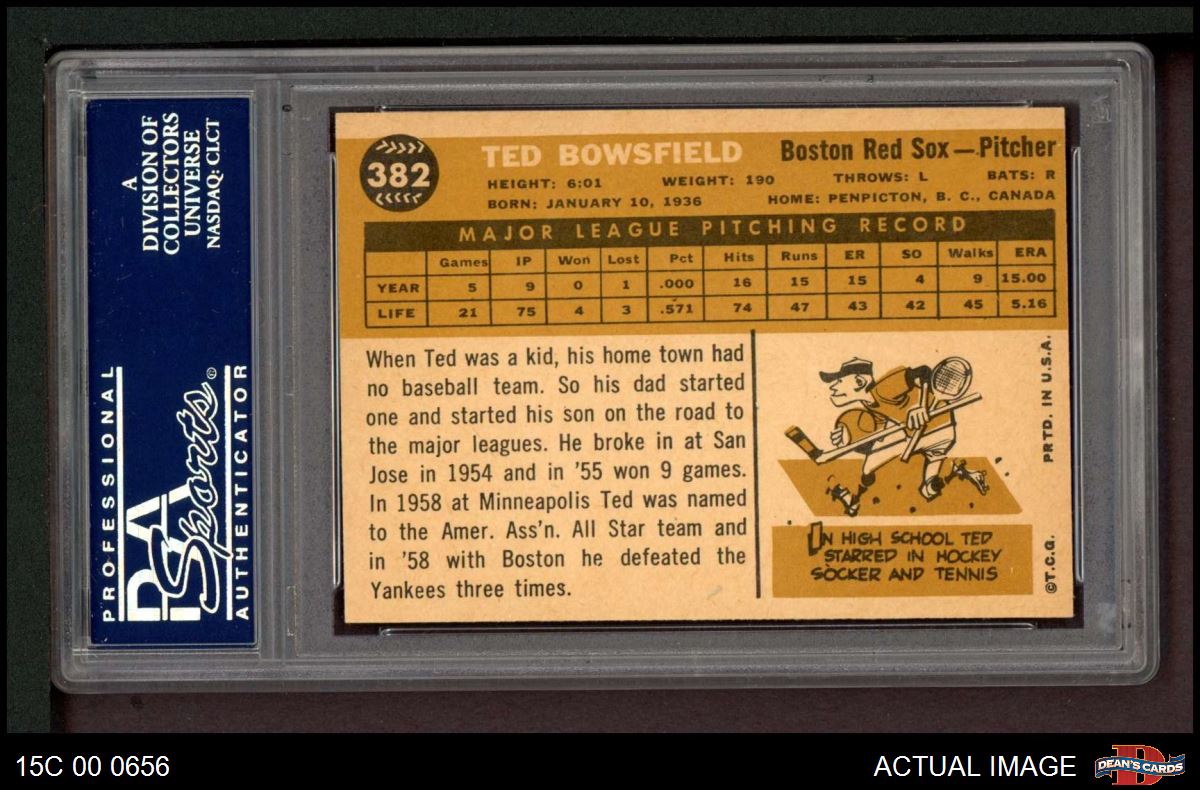 A
DIVISION OF
COLLECTORS
UNIVERSE
NASDAQ: CLCT
PROFESSIONAL
PSA
Sports
AUTHENTICATOR
382
TED BOWSFIELD
Boston Red Sox—Pitcher
HEIGHT: 6:01 WEIGHT: 190 THROWS: L BATS: R
BORN: JANUARY 10, 1936 HOME: PENPICTON, B. C., CANADA
MAJOR LEAGUE PITCHING RECORD
Games IP Won Lost Pct Hits Runs ER SO Walks ERA
YEAR 5 9 0 1 .000 16 15 15 4 9 15.00
LIFE 21 75 4 3 .571 74 47 43 42 45 5.16
When Ted was a kid, his home town had
no baseball team. So his dad started
one and started his son on the road to
the major leagues. He broke in at San
Jose in 1954 and in '55 won 9 games.
In 1958 at Minneapolis Ted was named
to the Amer. Ass'n. All Star team and
in '58 with Boston he defeated the
Yankees three times.
IN HIGH SCHOOL TED
STARRED IN HOCKEY
SOCKER AND TENNIS
©T.C.G. PRTD. IN U.S.A.
15C 00 0656
ACTUAL IMAGE
D
DEAN'S CARDS